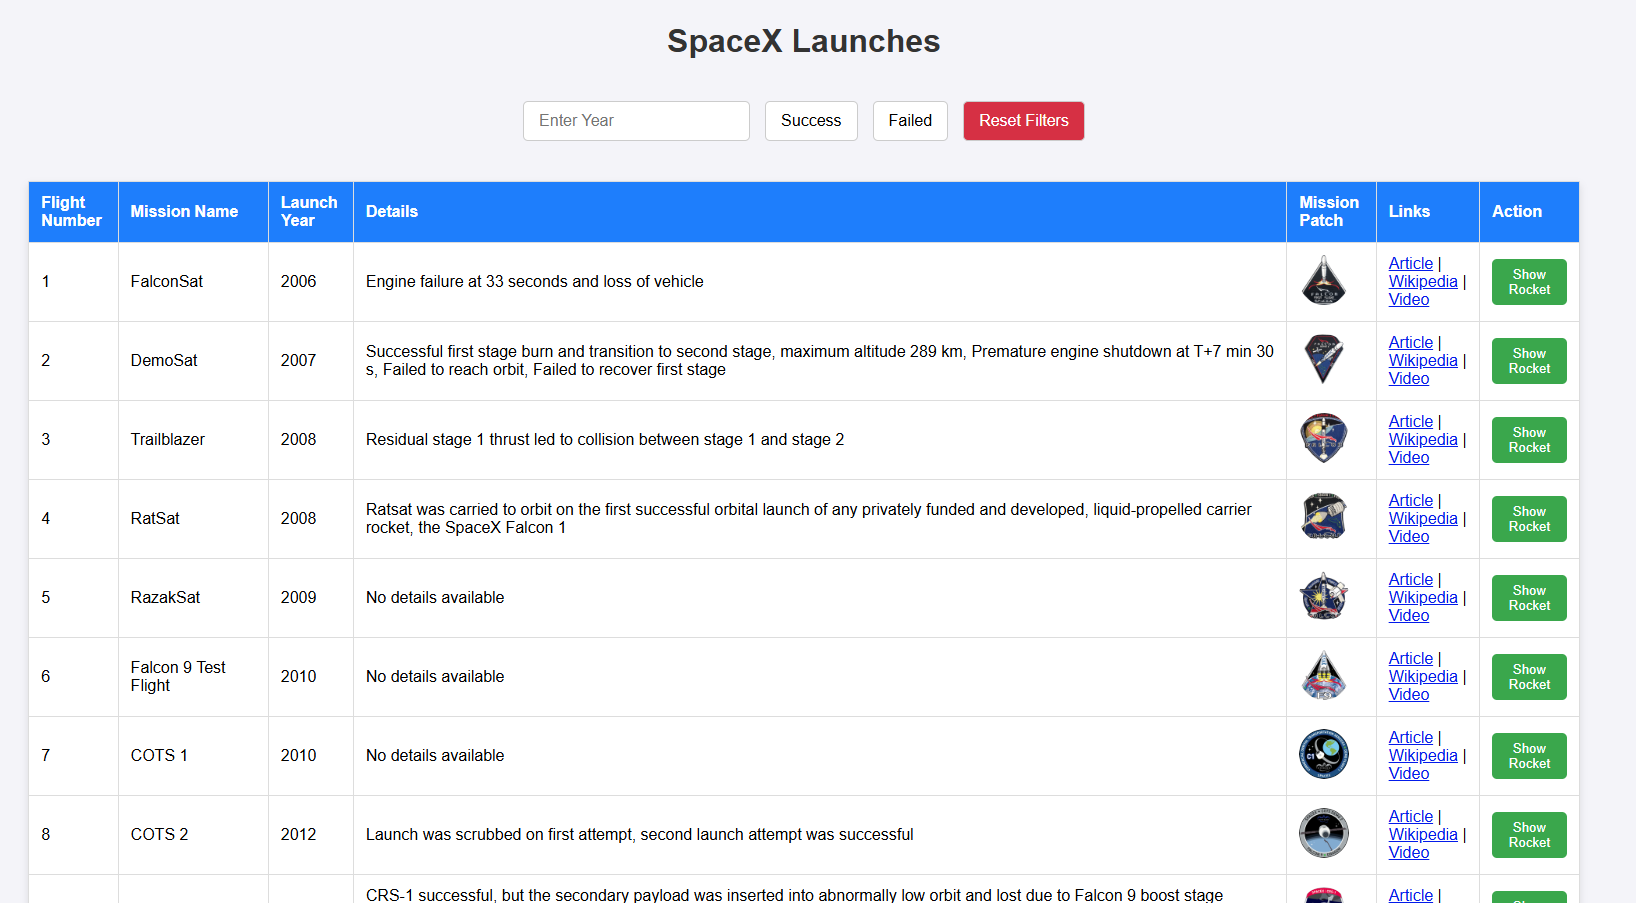 SpaceX Launches
Enter Year Success Failed Reset Filters
Flight Number Mission Name Launch Year Details Mission Patch Links Action
1 FalconSat 2006 Engine failure at 33 seconds and loss of vehicle Article | Wikipedia | Video Show Rocket
2 DemoSat 2007 Successful first stage burn and transition to second stage, maximum altitude 289 km, Premature engine shutdown at T+7 min 30
s, Failed to reach orbit, Failed to recover first stage Article | Wikipedia | Video Show Rocket
3 Trailblazer 2008 Residual stage 1 thrust led to collision between stage 1 and stage 2 Article | Wikipedia | Video Show Rocket
4 RatSat 2008 Ratsat was carried to orbit on the first successful orbital launch of any privately funded and developed, liquid-propelled carrier
rocket, the SpaceX Falcon 1 Article | Wikipedia | Video Show Rocket
5 RazakSat 2009 No details available Article | Wikipedia | Video Show Rocket
6 Falcon 9 Test Flight 2010 No details available Article | Wikipedia | Video Show Rocket
7 COTS 1 2010 No details available Article | Wikipedia | Video Show Rocket
8 COTS 2 2012 Launch was scrubbed on first attempt, second launch attempt was successful Article | Wikipedia | Video Show Rocket
CRS-1 successful, but the secondary payload was inserted into abnormally low orbit and lost due to Falcon 9 boost stage Article |